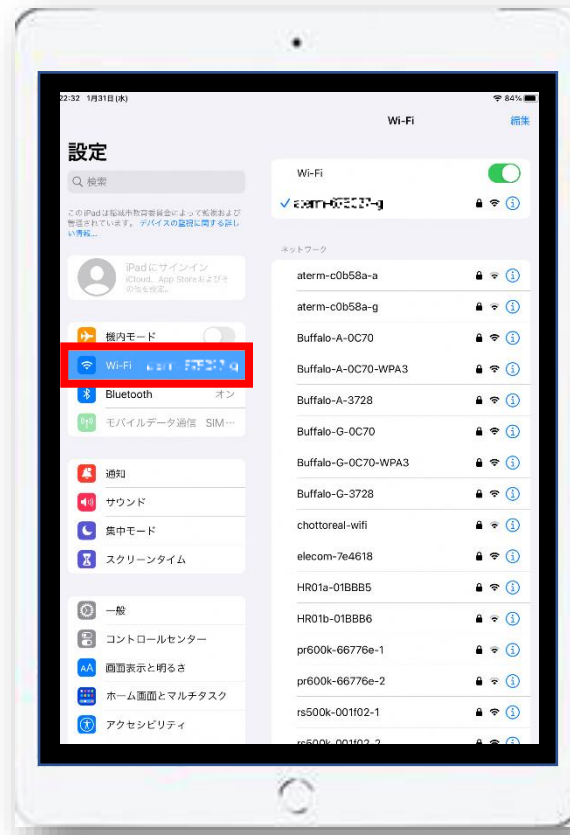 22:32 1月31日(水)
84%
Wi-Fi
編集
設定
検索
このiPadは稲城市教育委員会によって監視および
管理されています。デバイスの監視に関する詳し
い情報...
iPadにサインイン
iCloud、App Storeおよびそ
の他を設定。
機内モード
Wi-Fi
Bluetooth オン
モバイルデータ通信 SIM…
通知
サウンド
集中モード
スクリーンタイム
一般
コントロールセンター
AA 画面表示と明るさ
ホーム画面とマルチタスク
アクセシビリティ
Wi-Fi
ネットワーク
aterm-c0b58a-a
aterm-c0b58a-g
Buffalo-A-0C70
Buffalo-A-0C70-WPA3
Buffalo-A-3728
Buffalo-G-0C70
Buffalo-G-0C70-WPA3
Buffalo-G-3728
chottoreal-wifi
elecom-7e4618
HR01a-01BBB5
HR01b-01BBB6
pr600k-66776e-1
pr600k-66776e-2
rs500k-001f02-1
rs500k-001f02-2